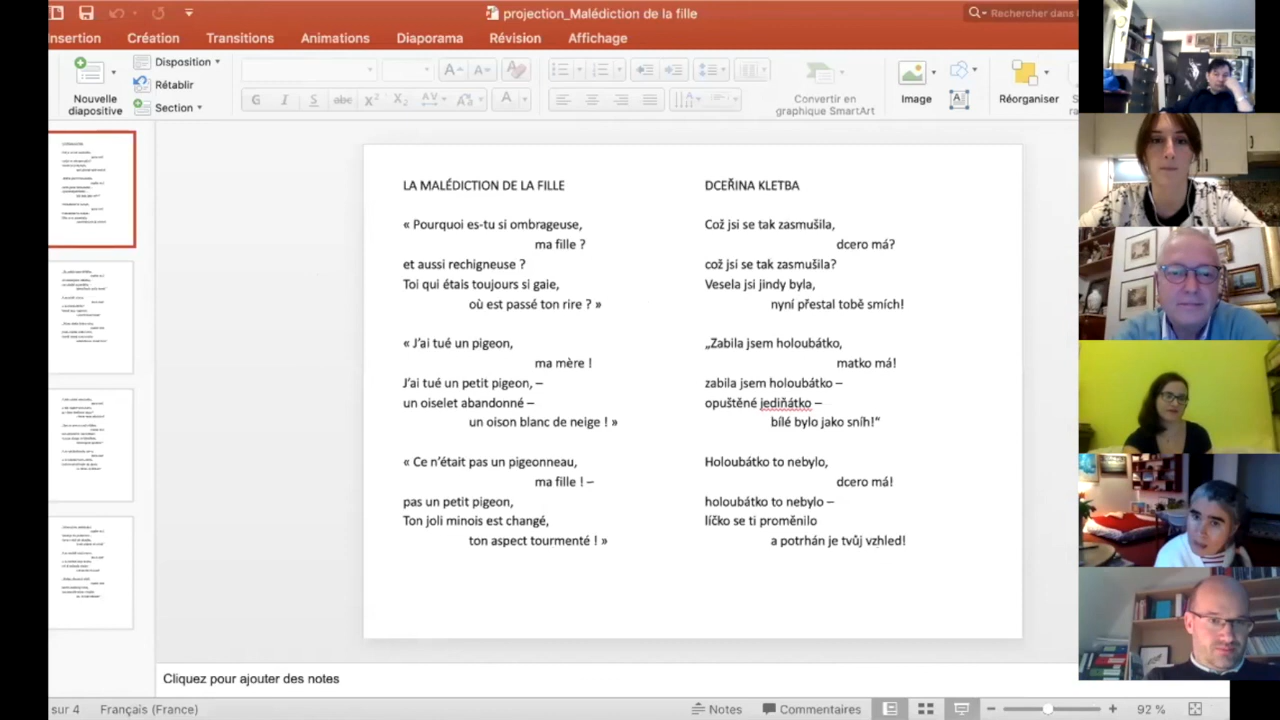 projection_Malédiction de la fille
Rechercher dans
nsertion
Création
Transitions
Animations
Diaporama
Révision
Affichage
Nouvelle
diapositive
Disposition
Rétablir
Section
Convertir en
graphique SmartArt
Image
Réorganiser
LA MALÉDICTION DE LA FILLE
« Pourquoi es-tu si ombrageuse,
ma fille ?
et aussi rechigneuse ?
Toi qui étais toujours si gaie,
où est passé ton rire ? »
« J’ai tué un pigeon,
ma mère !
J’ai tué un petit pigeon, –
un oiselet abandonné –
un oison blanc de neige ! »
« Ce n’était pas un pigeonneau,
ma fille ! –
pas un petit pigeon,
Ton joli minois est changé,
ton aspect tourmenté ! »
DCEŘINA KLETBA
Což jsi se tak zasmušila,
dcero má?
což jsi se tak zasmušila?
Vesela jsi jindy byla,
nyní přestal tobě smích!
„Zabila jsem holoubátko,
matko má!
zabila jsem holoubátko –
opuštěné jediňátko –
bílé bylo jako sníh!“
Holoubátko to nebylo,
dcero má!
holoubátko to nebylo –
líčko se ti proměnilo
a potrhán je tvůj vzhled!
Cliquez pour ajouter des notes
sur 4
Français (France)
Notes
Commentaires
92 %